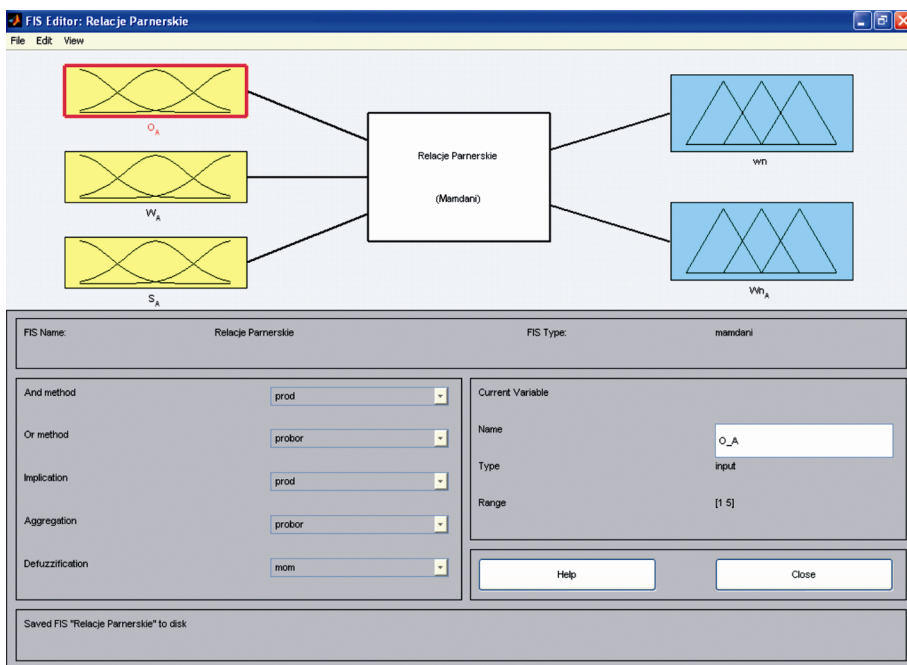 FIS Editor: Relacje Parnerskie
File Edit View
O_A
W_A
S_A
Relacje Parnerskie
(Mamdani)
wn
Wn_A
FIS Name: Relacje Parnerskie FIS Type: mamdani
And method prod
Or method probor
Implication prod
Aggregation probor
Defuzzification mom
Current Variable
Name O_A
Type input
Range [1 5]
Help Close
Saved FIS "Relacje Parnerskie" to disk